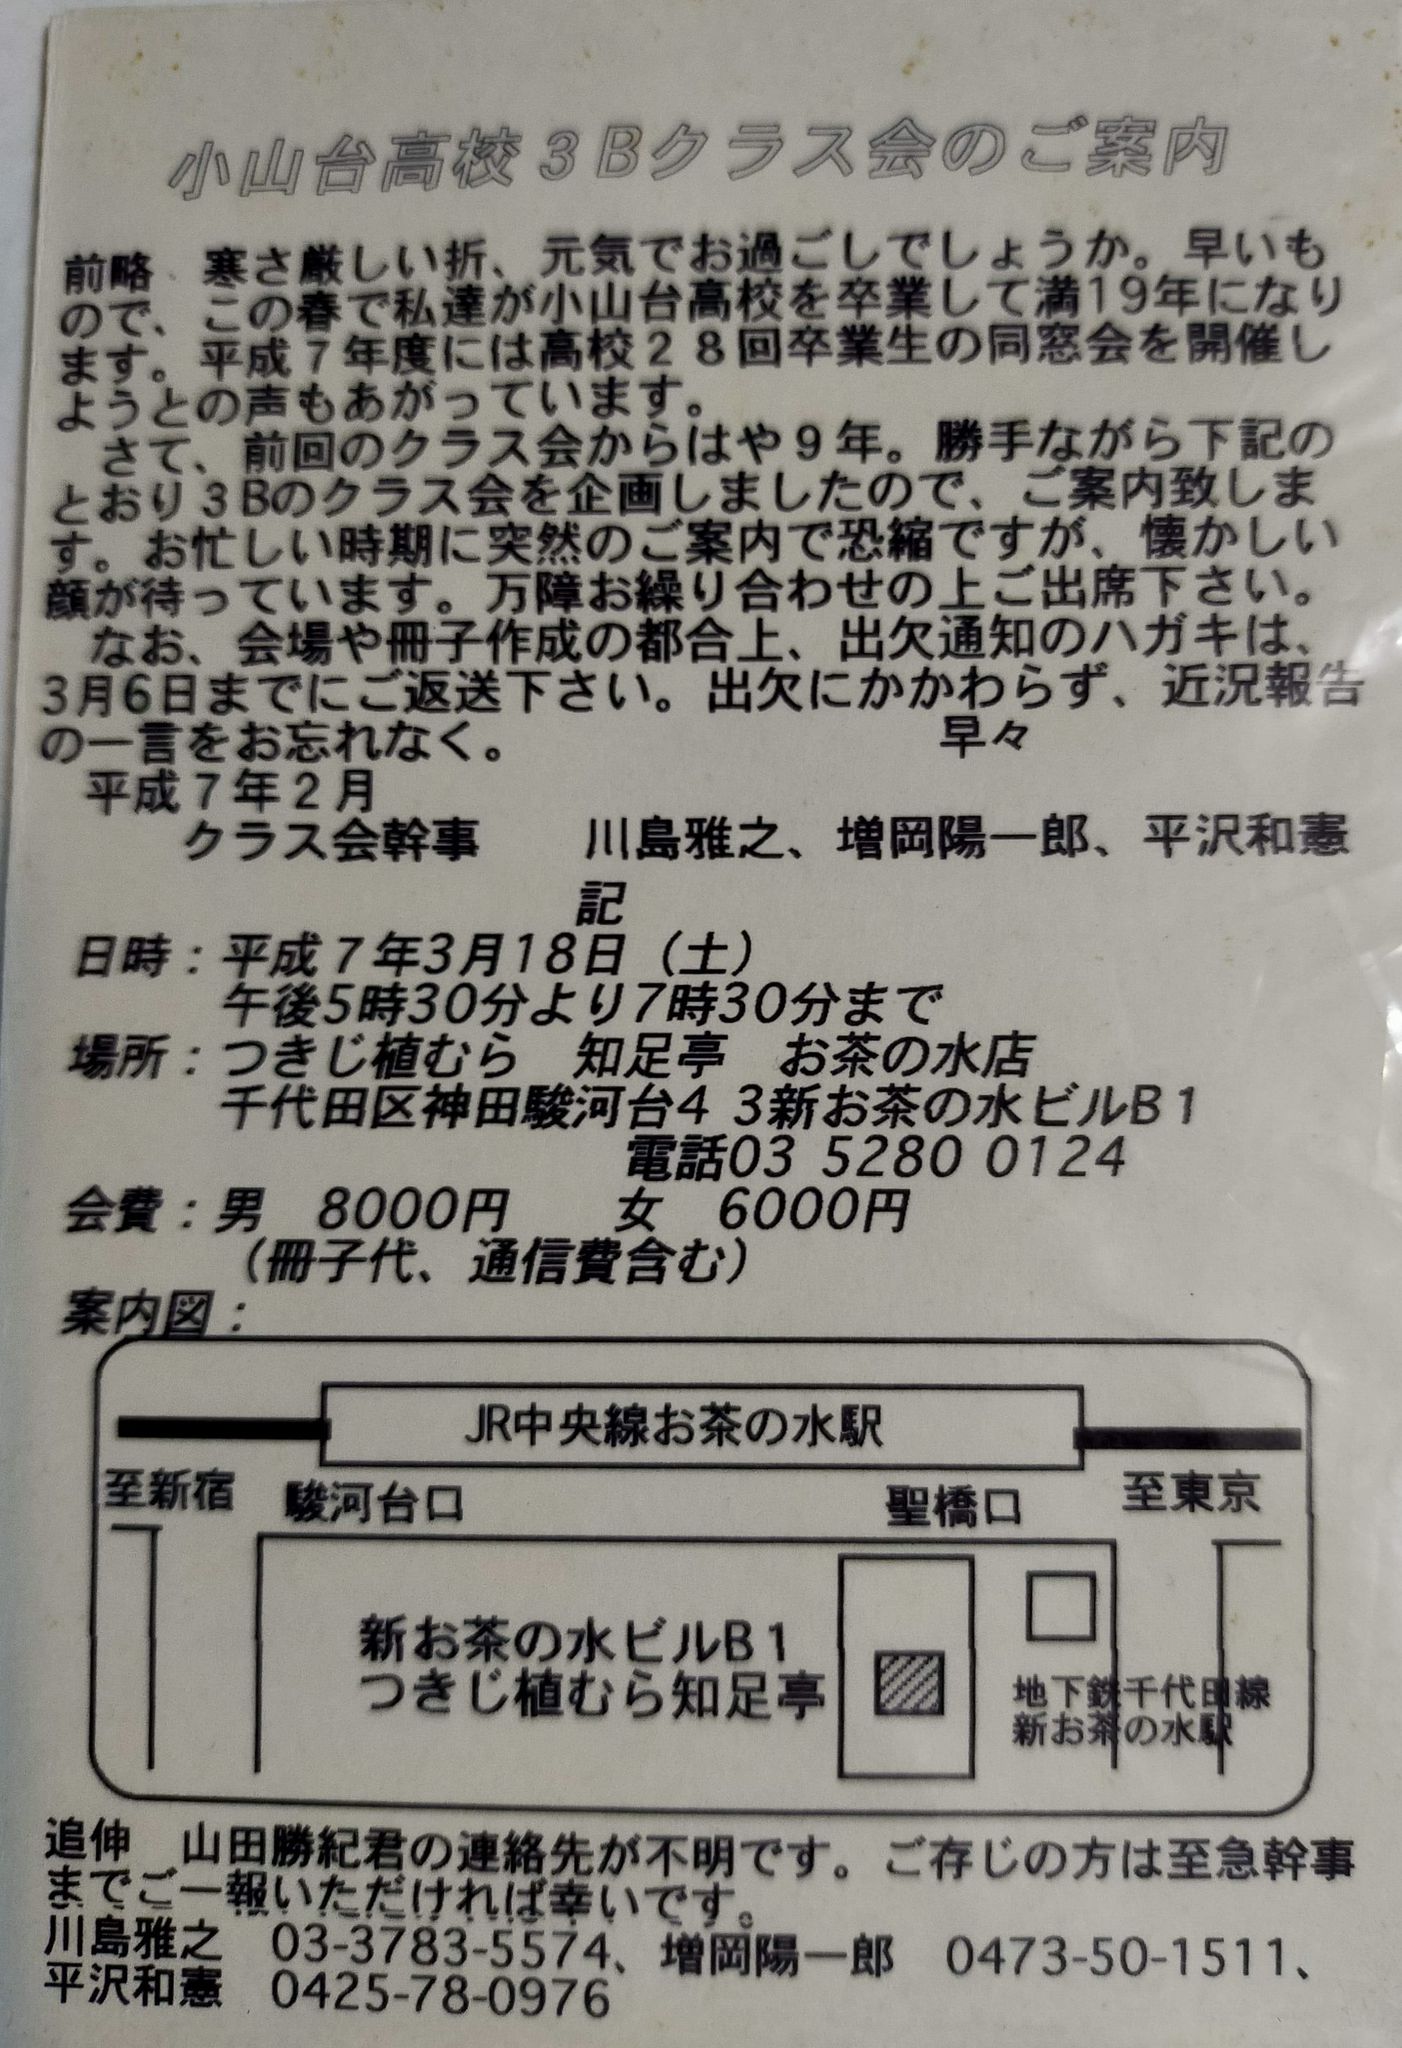 小山台高校３Bクラス会のご案内
前略　寒さ厳しい折、元気でお過ごしでしょうか。早いも
ので、この春で私達が小山台高校を卒業して満19年になり
ます。平成７年度には高校２８回卒業生の同窓会を開催し
ようとの声もあがっています。
さて、前回のクラス会からはや９年。勝手ながら下記の
とおり３Bのクラス会を企画しましたので、ご案内致しま
す。お忙しい時期に突然のご案内で恐縮ですが、懐かしい
顔が待っています。万障お繰り合わせの上ご出席下さい。
なお、会場や冊子作成の都合上、出欠通知のハガキは、
3月6日までにご返送下さい。出欠にかかわらず、近況報告
の一言をお忘れなく。　早々
平成７年２月
クラス会幹事　川島雅之、増岡陽一郎、平沢和憲
記
日時：平成７年3月18日（土）
午後5時30分より7時30分まで
場所：つきじ植むら　知足亭　お茶の水店
千代田区神田駿河台4 3新お茶の水ビルB１
電話03 5280 0124
会費：男　8000円　女　6000円
（冊子代、通信費含む）
案内図：
JR中央線お茶の水駅
至新宿　駿河台口　聖橋口　至東京
新お茶の水ビルB１
つきじ植むら知足亭
地下鉄千代田線
新お茶の水駅
追伸　山田勝紀君の連絡先が不明です。ご存じの方は至急幹事
までご一報いただければ幸いです。
川島雅之　03-3783-5574、増岡陽一郎　0473-50-1511、
平沢和憲　0425-78-0976